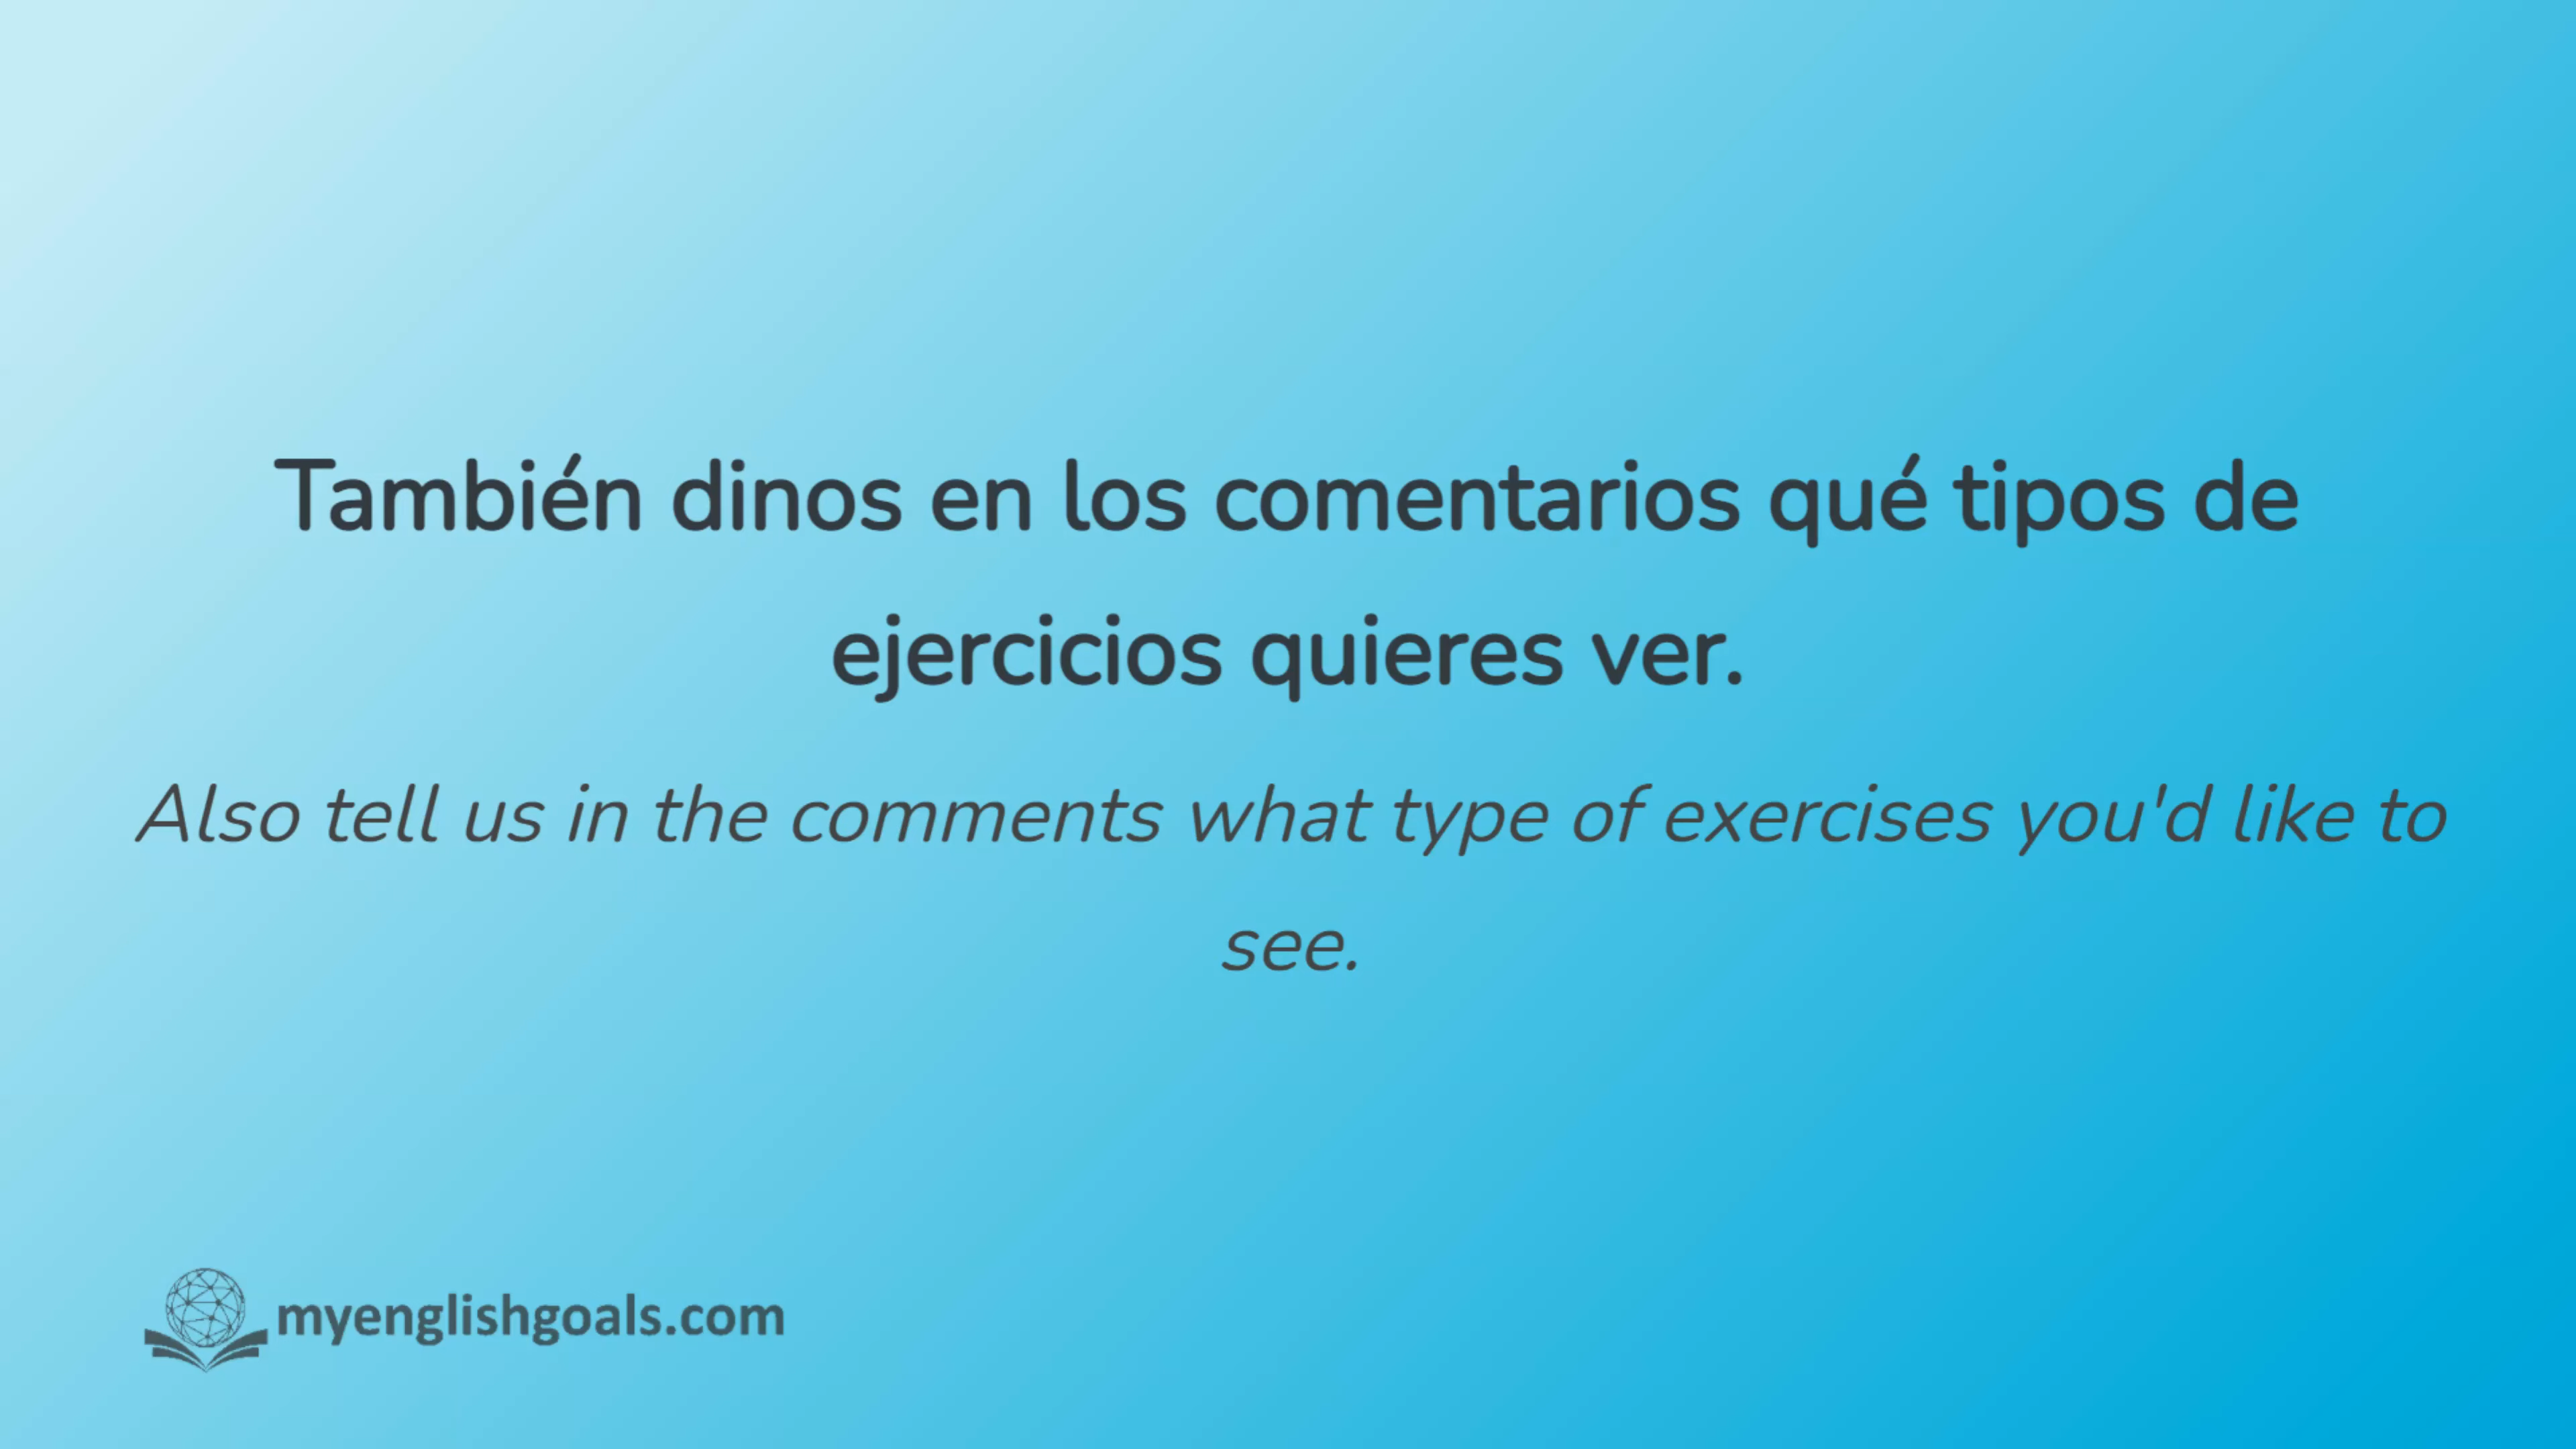 También dinos en los comentarios qué tipos de
ejercicios quieres ver.
Also tell us in the comments what type of exercises you'd like to
see.
myenglishgoals.com